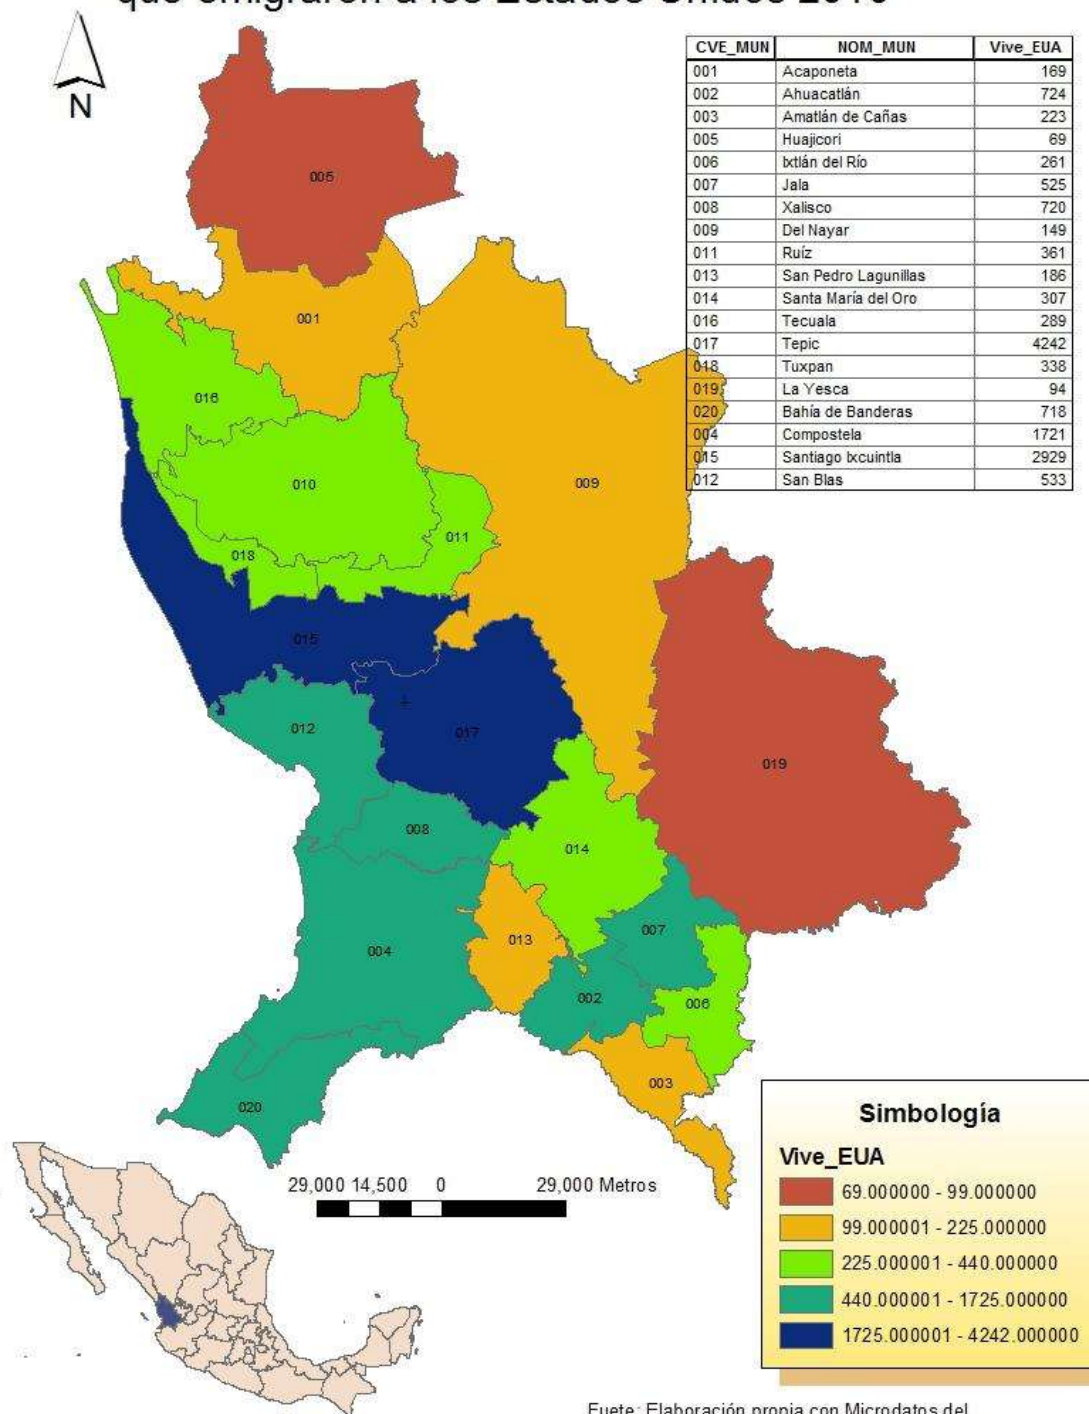 que emigraron a los Estados Unidos 2010
N
CVE_MUN NOM_MUN Vive_EUA
001 Acaponeta 169
002 Ahuacatlán 724
003 Amatlán de Cañas 223
005 Huajicori 69
006 Ixtlán del Río 261
007 Jala 525
008 Xalisco 720
009 Del Nayar 149
011 Ruíz 361
013 San Pedro Lagunillas 186
014 Santa María del Oro 307
016 Tecuala 289
017 Tepic 4242
018 Tuxpan 338
019 La Yesca 94
020 Bahía de Banderas 718
004 Compostela 1721
015 Santiago Ixcuintla 2929
012 San Blas 533
005
001
016
010
009
011
018
015
012
017
019
008
014
007
013
004
002
006
003
020
29,000 14,500 0 29,000 Metros
Simbología
Vive_EUA
69.000000 - 99.000000
99.000001 - 225.000000
225.000001 - 440.000000
440.000001 - 1725.000000
1725.000001 - 4242.000000
Fuete: Elaboración propia con Microdatos del